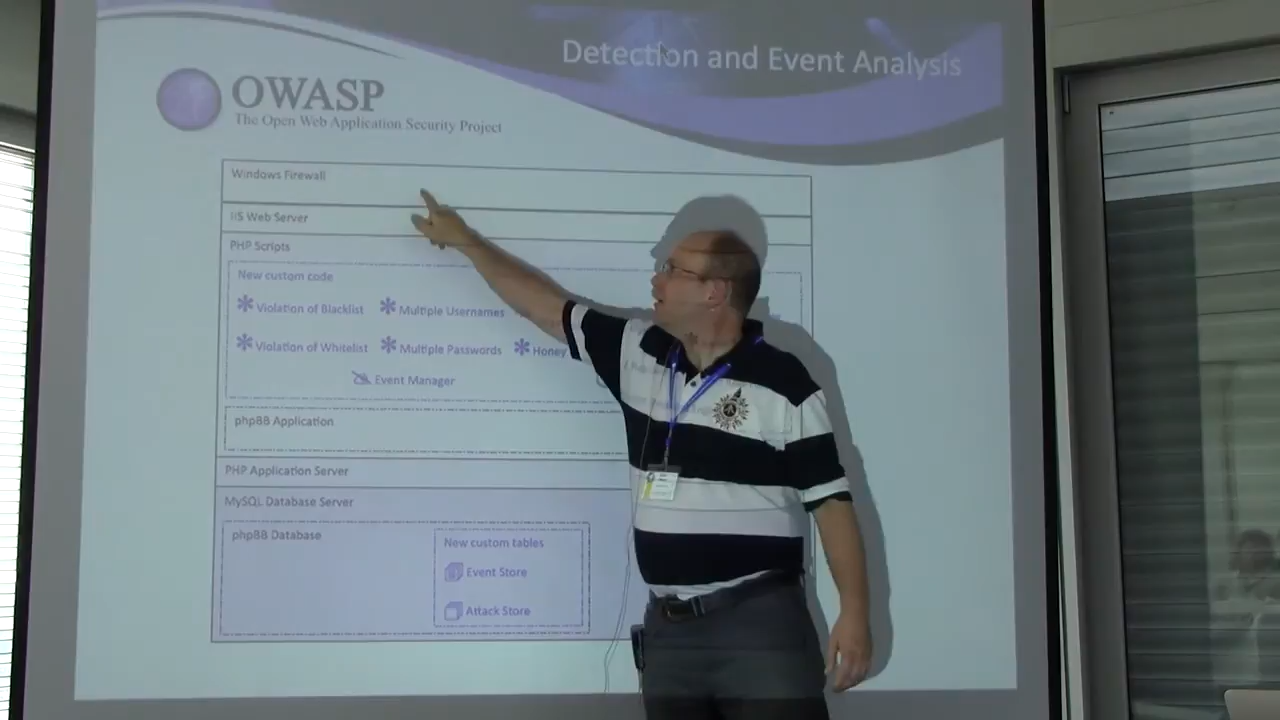 Detection and Event Analysis
OWASP
The Open Web Application Security Project
Windows Firewall
IIS Web Server
PHP Scripts
New custom code
Violation of Blacklist
Multiple Usernames
Violation of Whitelist
Multiple Passwords
Honey
Event Manager
phpBB Application
PHP Application Server
MySQL Database Server
phpBB Database
New custom tables
Event Store
Attack Store